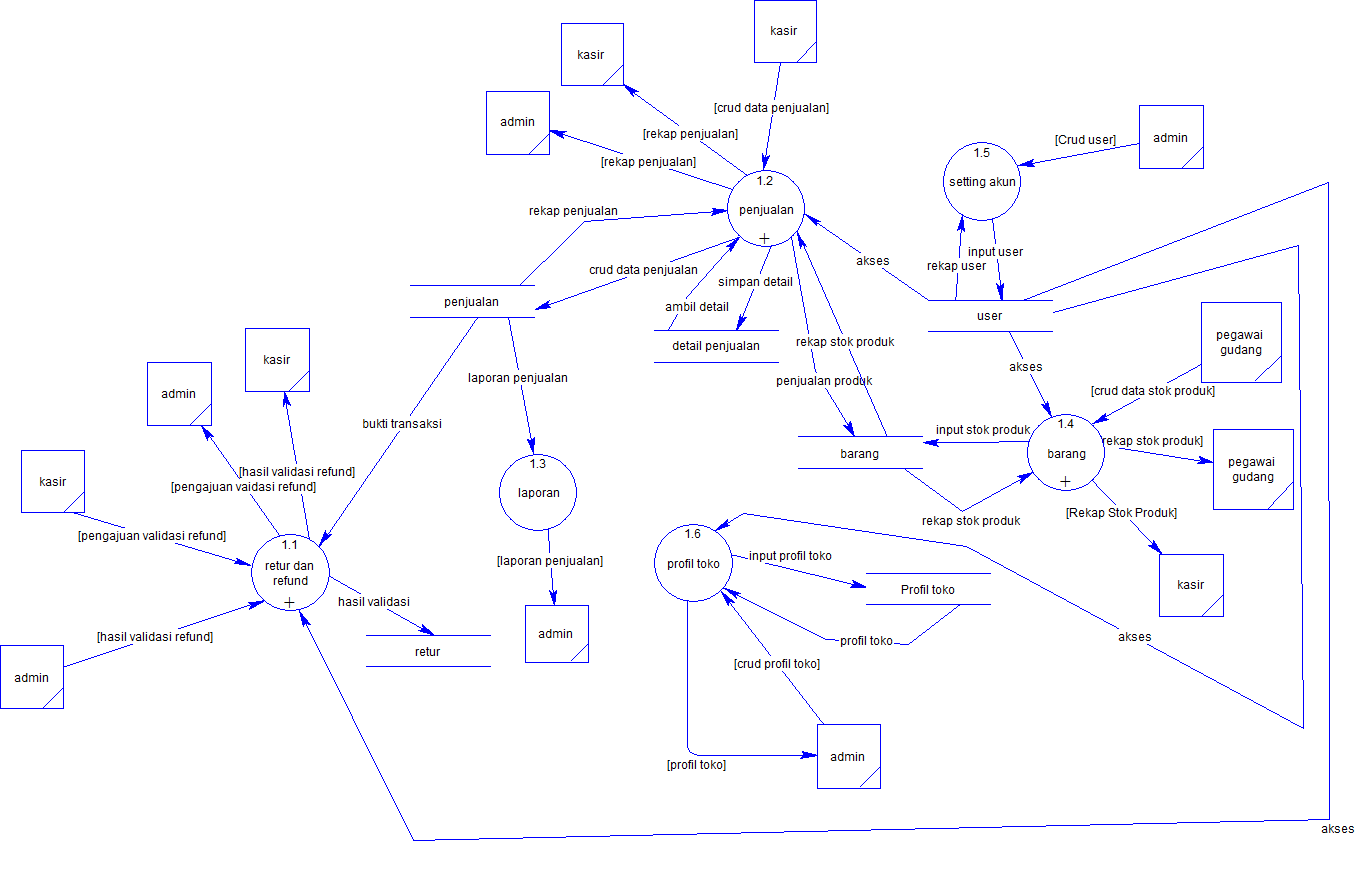 kasir
kasir
[crud data penjualan]
admin
[rekap penjualan]
[rekap penjualan]
admin
[Crud user]
1.5
setting akun
1.2
penjualan
rekap penjualan
akses
input user
rekap user
crud data penjualan
simpan detail
ambil detail
penjualan
user
detail penjualan
rekap stok produk
pegawai
gudang
kasir
admin
laporan penjualan
penjualan produk
akses
[crud data stok produk]
bukti transaksi
1.4
barang
input stok produk
rekap stok produk]
barang
pegawai
gudang
kasir
[hasil validasi refund]
[pengajuan vaidasi refund]
1.3
laporan
[Rekap Stok Produk]
rekap stok produk
[pengajuan validasi refund]
1.1
retur dan
refund
1.6
profil toko
input profil toko
[laporan penjualan]
Profil toko
kasir
hasil validasi
[hasil validasi refund]
admin
profil toko
akses
retur
admin
[crud profil toko]
admin
[profil toko]
akses